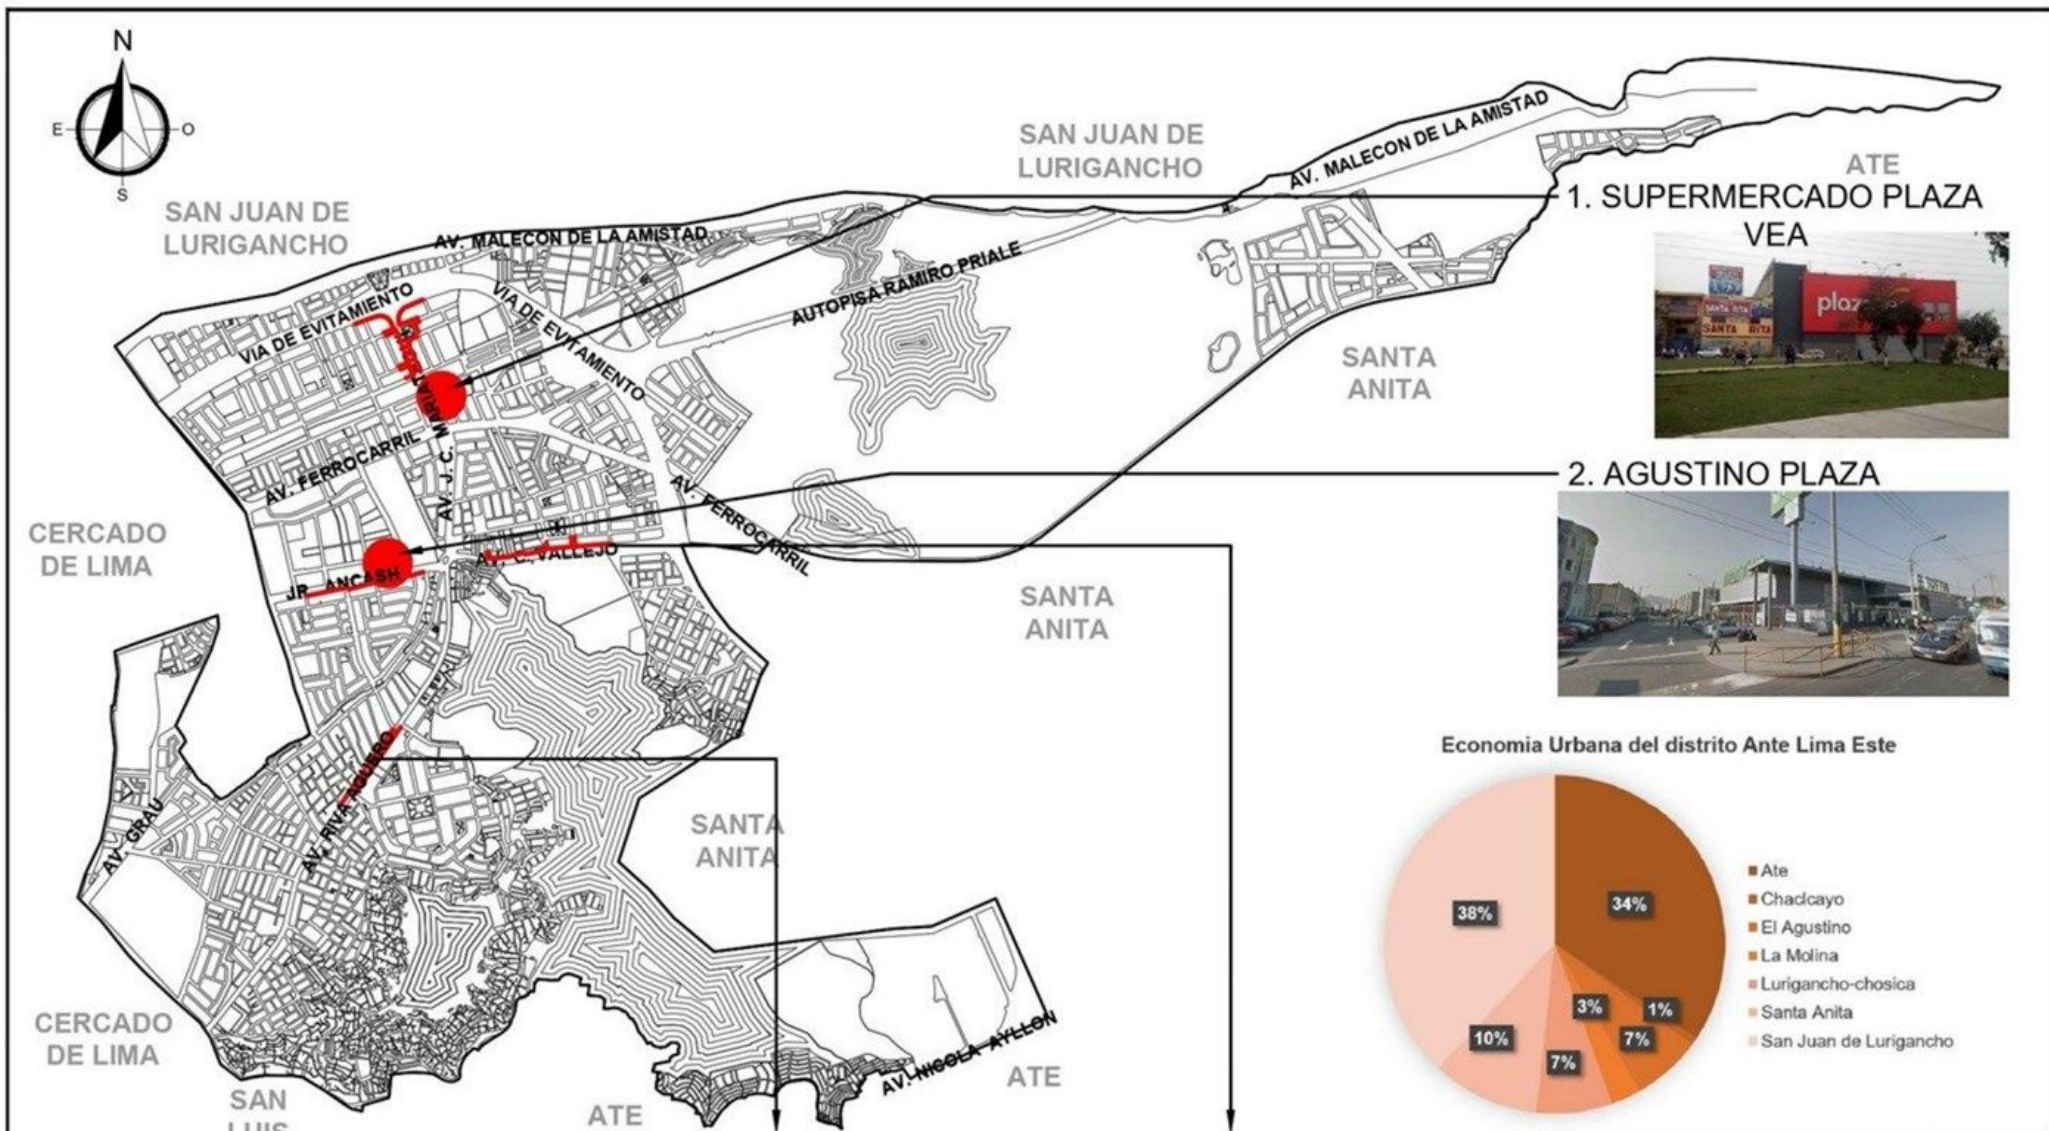 N
E
O
S
SAN JUAN DE
LURIGANCHO
SAN JUAN DE
LURIGANCHO
AV. MALECON DE LA AMISTAD
ATE
1. SUPERMERCADO PLAZA
VEA
SANTA RITA
SANTA RITA
AV. MALECON DE LA AMISTAD
VIA DE EVITAMIENTO
VIA DE EVITAMIENTO
AUTOPISA RAMIRO PRIALE
SANTA
ANITA
AV. J. C.
AV. FERROCARRIL
AV. FERROCARRIL
2. AGUSTINO PLAZA
CERCADO
DE LIMA
JR. ANCASH
AV. C. VALLEJO
SANTA
ANITA
AV. GRAU
AV. RIVA AGUERO
SANTA
ANITA
Economia Urbana del distrito Ante Lima Este
34%
1%
7%
3%
7%
10%
38%
Ate
Chaclcayo
El Agustino
La Molina
Lurigancho-chosica
Santa Anita
San Juan de Lurigancho
CERCADO
DE LIMA
SAN
LUIS
ATE
AV. NICOLA AYLLON
ATE